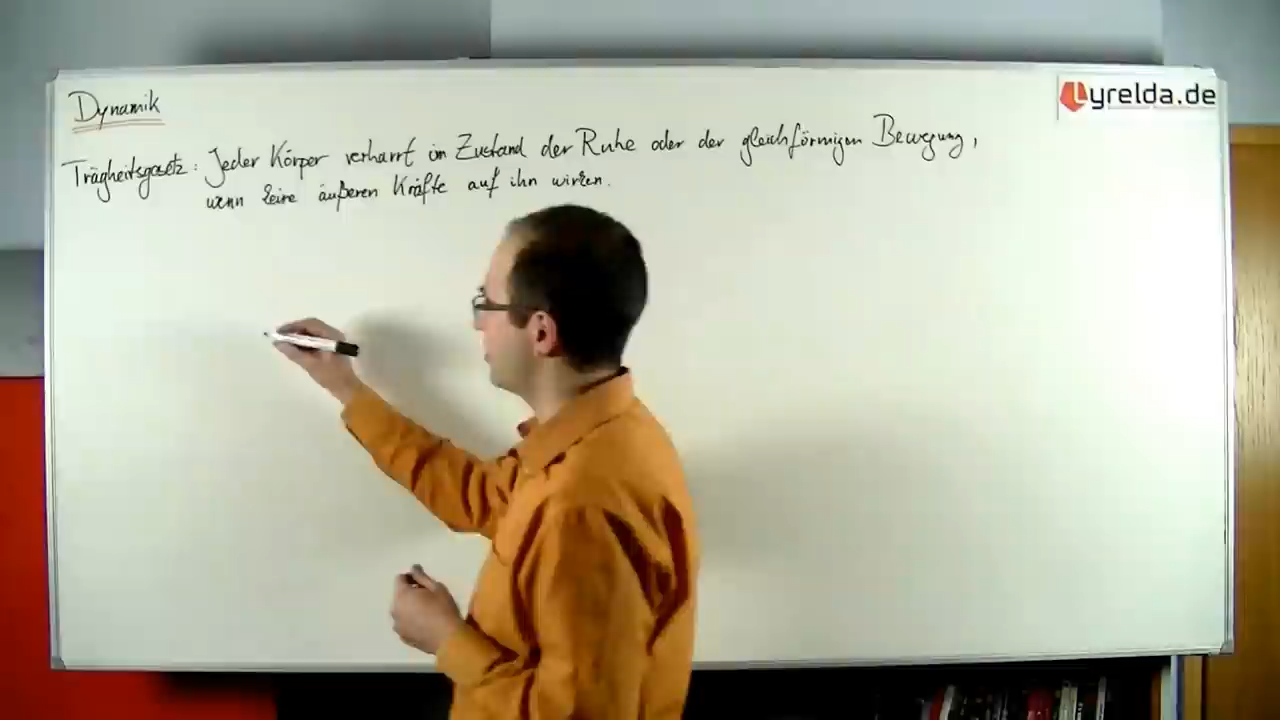 Dynamik
Lyrelda.de
Trägheitsgesetz: Jeder Körper verharrt im Zustand der Ruhe oder der gleichförmigen Bewegung,
wenn keine äußeren Kräfte auf ihn wirken.